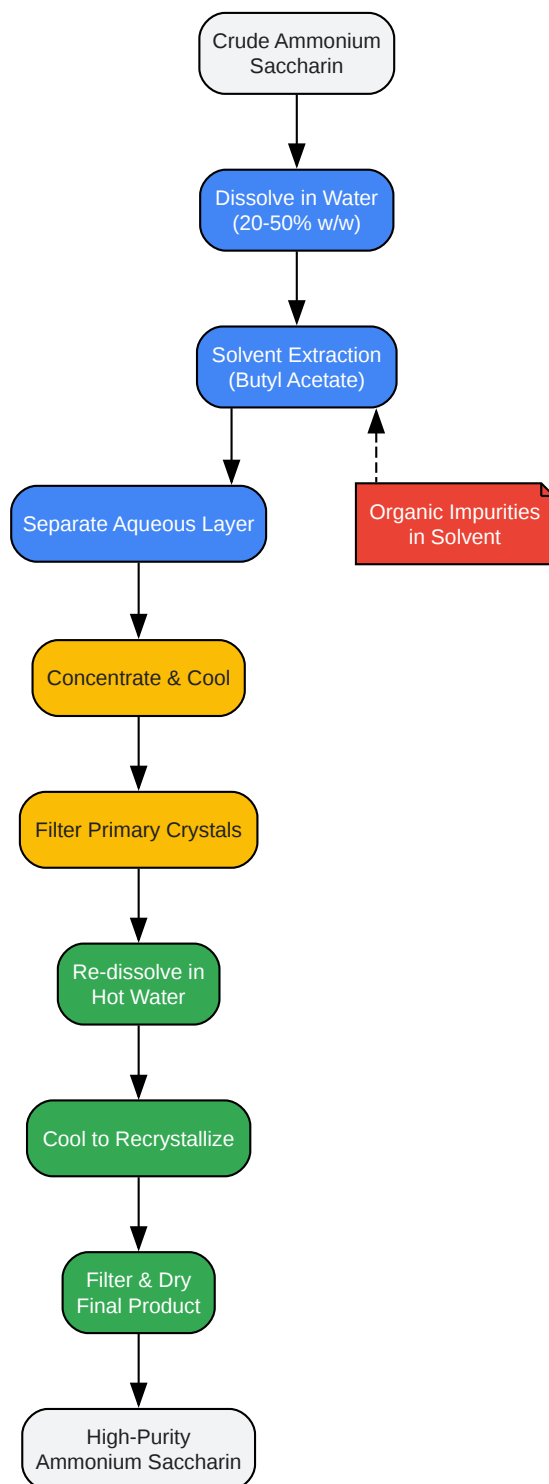 Crude Ammonium
Saccharin
Dissolve in Water
(20-50% w/w)
Solvent Extraction
(Butyl Acetate)
Separate Aqueous Layer
Organic Impurities
in Solvent
Concentrate & Cool
Filter Primary Crystals
Re-dissolve in
Hot Water
Cool to Recrystallize
Filter & Dry
Final Product
High-Purity
Ammonium Saccharin